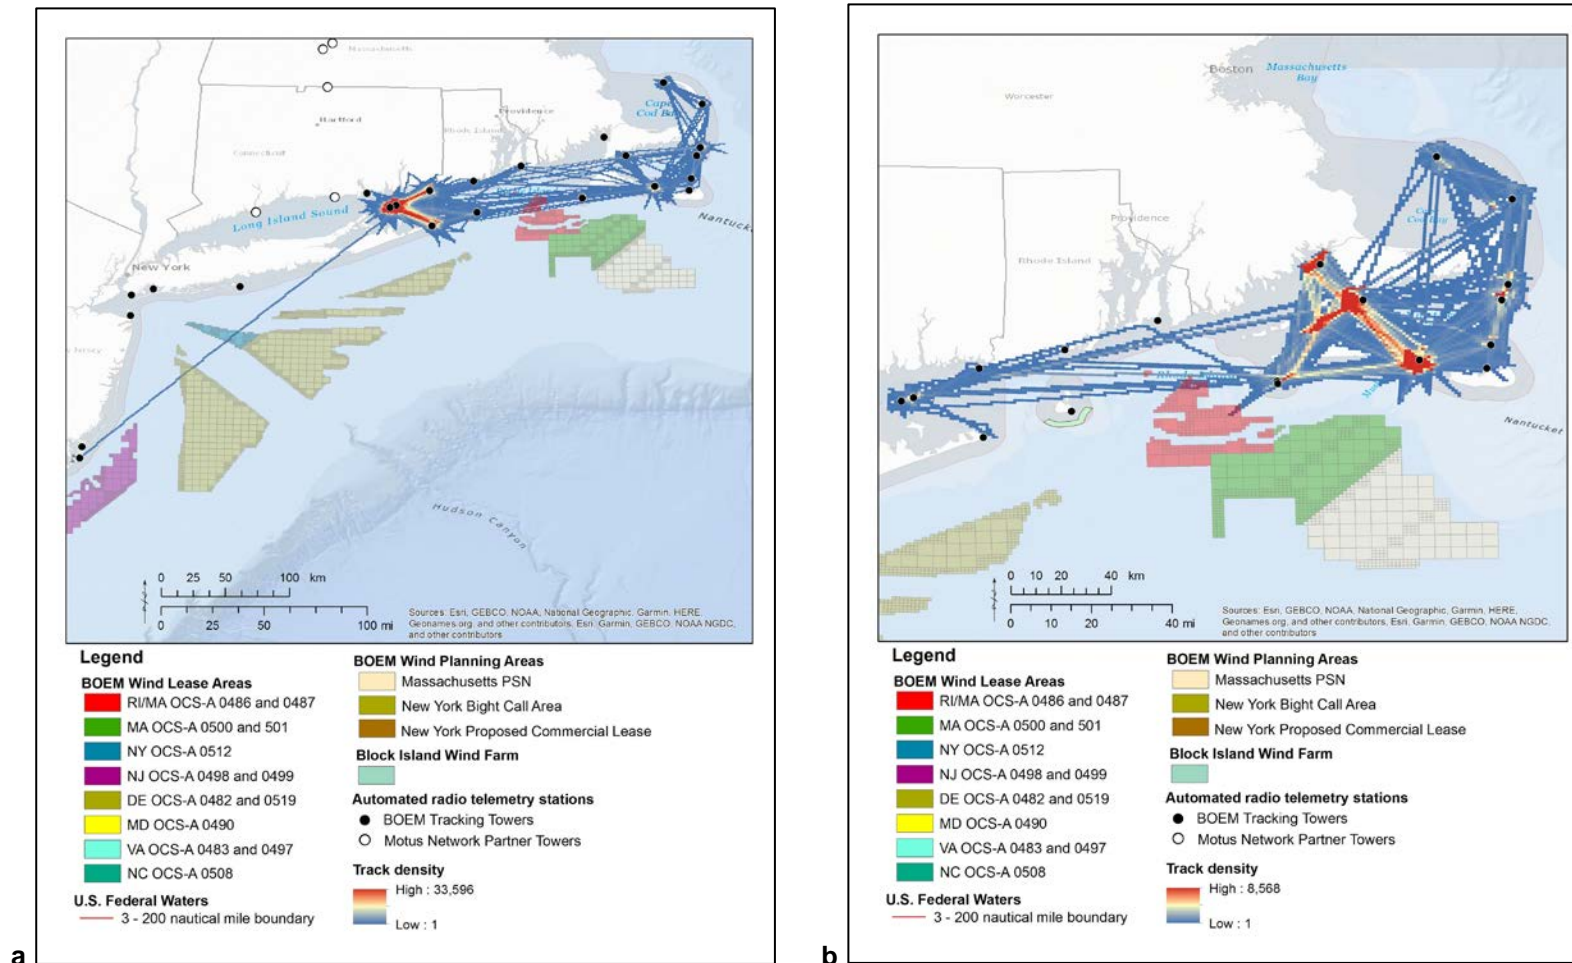 Massachusetts
Cape
Cod Bay
Hartford
Providence
Rhode Island
Connecticut
Long Island Sound
Nantucket
New York
Hudson Canyon
0 25 50 100 km
0 25 50 100 mi
Sources: Esri, GEBCO, NOAA, National Geographic, Garmin, HERE,
Geonames.org, and other contributors, Esri, Garmin, GEBCO, NOAA NGDC,
and other contributors
Legend
BOEM Wind Lease Areas
RI/MA OCS-A 0486 and 0487
MA OCS-A 0500 and 501
NY OCS-A 0512
NJ OCS-A 0498 and 0499
DE OCS-A 0482 and 0519
MD OCS-A 0490
VA OCS-A 0483 and 0497
NC OCS-A 0508
U.S. Federal Waters
3 - 200 nautical mile boundary
BOEM Wind Planning Areas
Massachusetts PSN
New York Bight Call Area
New York Proposed Commercial Lease
Block Island Wind Farm
Automated radio telemetry stations
BOEM Tracking Towers
Motus Network Partner Towers
Track density
High : 33,596
Low : 1
a
Boston
Massachusetts
Bay
Worcester
Providence
Rhode Island
Cod Bay
Nantucket
0 10 20 40 km
0 10 20 40 mi
Sources: Esri, GEBCO, NOAA, National Geographic, Garmin, HERE,
Geonames.org, and other contributors, Esri, Garmin, GEBCO, NOAA NGDC,
and other contributors
Legend
BOEM Wind Lease Areas
RI/MA OCS-A 0486 and 0487
MA OCS-A 0500 and 501
NY OCS-A 0512
NJ OCS-A 0498 and 0499
DE OCS-A 0482 and 0519
MD OCS-A 0490
VA OCS-A 0483 and 0497
NC OCS-A 0508
U.S. Federal Waters
3 - 200 nautical mile boundary
BOEM Wind Planning Areas
Massachusetts PSN
New York Bight Call Area
New York Proposed Commercial Lease
Block Island Wind Farm
Automated radio telemetry stations
BOEM Tracking Towers
Motus Network Partner Towers
Track density
High : 8,568
Low : 1
b